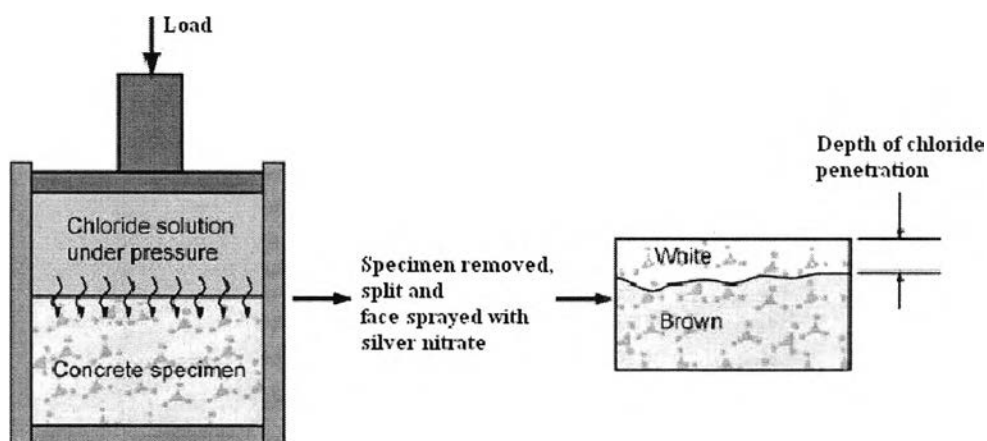 Load
Chloride solution
under pressure
Concrete specimen
Specimen removed,
split and
face sprayed with
silver nitrate
Depth of chloride
penetration
White
Brown